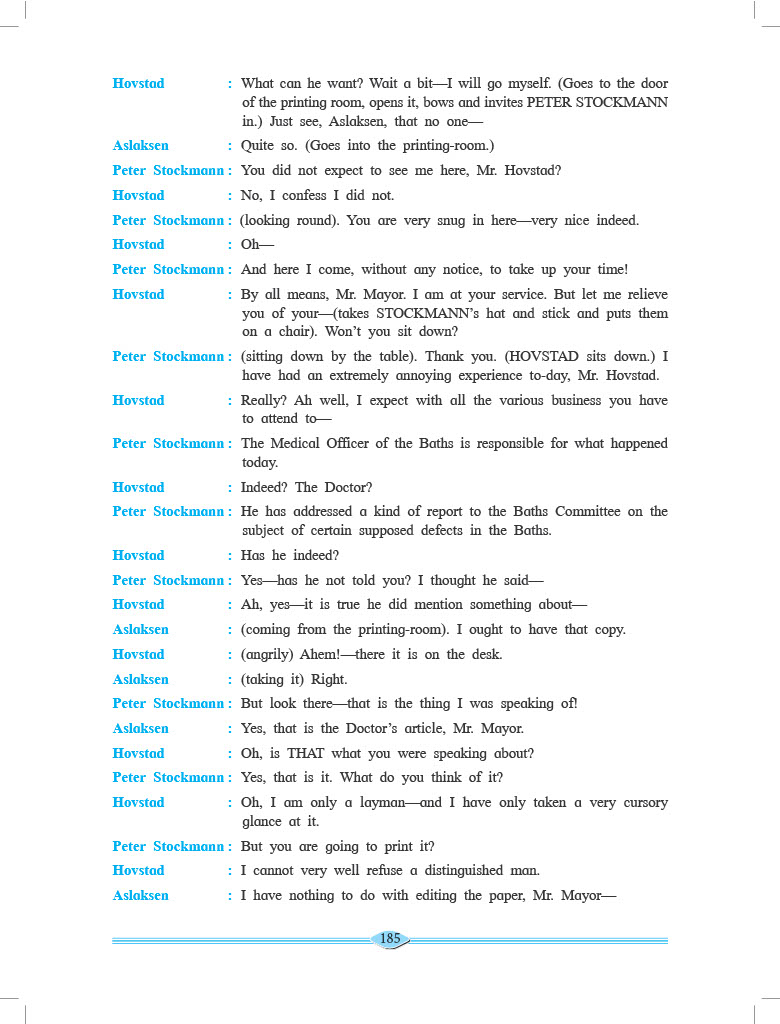 Hovstad : What can he want? Wait a bit—I will go myself. (Goes to the door
of the printing room, opens it, bows and invites PETER STOCKMANN
in.) Just see, Aslaksen, that no one—
Aslaksen : Quite so. (Goes into the printing-room.)
Peter Stockmann : You did not expect to see me here, Mr. Hovstad?
Hovstad : No, I confess I did not.
Peter Stockmann : (looking round). You are very snug in here—very nice indeed.
Hovstad : Oh—
Peter Stockmann : And here I come, without any notice, to take up your time!
Hovstad : By all means, Mr. Mayor. I am at your service. But let me relieve
you of your—(takes STOCKMANN's hat and stick and puts them
on a chair). Won't you sit down?
Peter Stockmann : (sitting down by the table). Thank you. (HOVSTAD sits down.) I
have had an extremely annoying experience to-day, Mr. Hovstad.
Hovstad : Really? Ah well, I expect with all the various business you have
to attend to—
Peter Stockmann : The Medical Officer of the Baths is responsible for what happened
today.
Hovstad : Indeed? The Doctor?
Peter Stockmann : He has addressed a kind of report to the Baths Committee on the
subject of certain supposed defects in the Baths.
Hovstad : Has he indeed?
Peter Stockmann : Yes—has he not told you? I thought he said—
Hovstad : Ah, yes—it is true he did mention something about—
Aslaksen : (coming from the printing-room). I ought to have that copy.
Hovstad : (angrily) Ahem!—there it is on the desk.
Aslaksen : (taking it) Right.
Peter Stockmann : But look there—that is the thing I was speaking of!
Aslaksen : Yes, that is the Doctor's article, Mr. Mayor.
Hovstad : Oh, is THAT what you were speaking about?
Peter Stockmann : Yes, that is it. What do you think of it?
Hovstad : Oh, I am only a layman—and I have only taken a very cursory
glance at it.
Peter Stockmann : But you are going to print it?
Hovstad : I cannot very well refuse a distinguished man.
Aslaksen : I have nothing to do with editing the paper, Mr. Mayor—
185